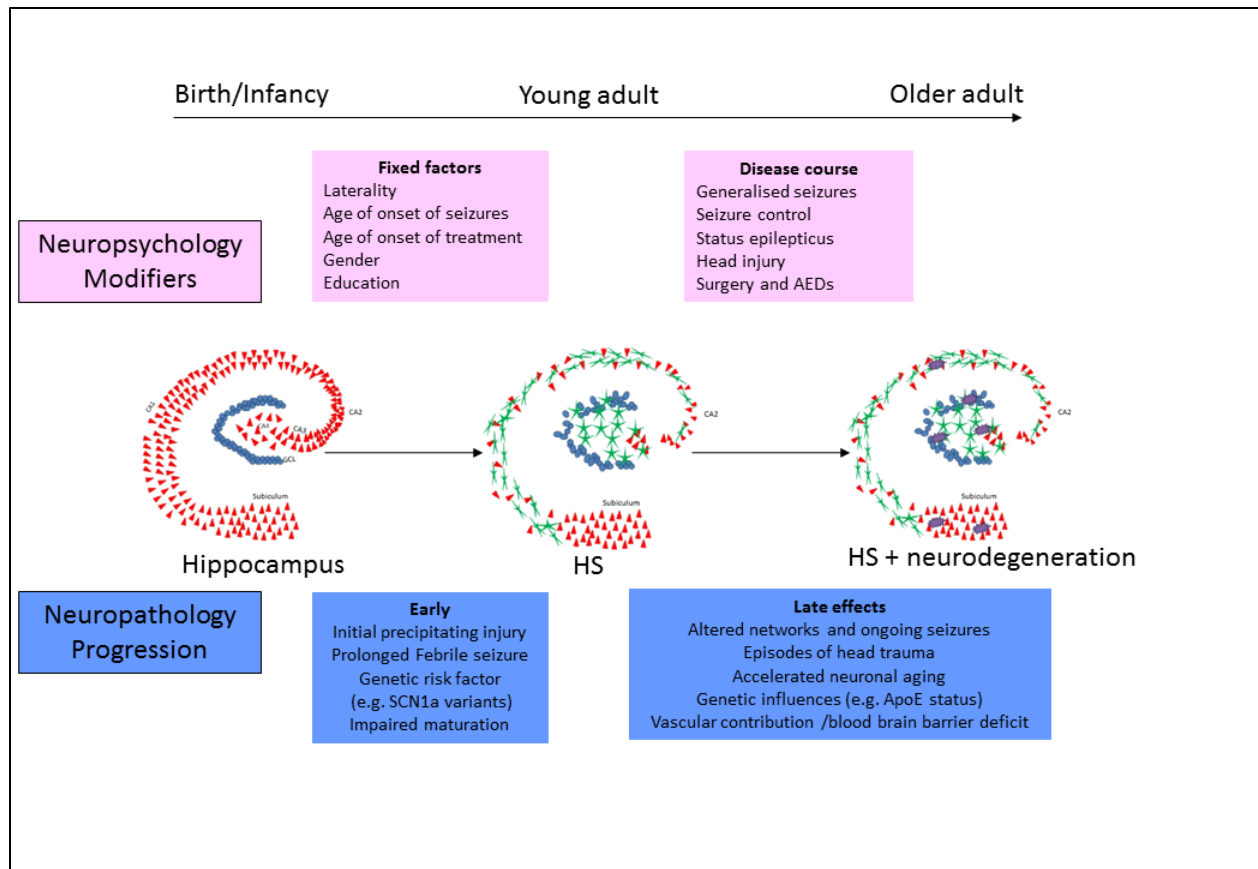 Birth/Infancy
Young adult
Older adult
Neuropsychology
Modifiers
Fixed factors
Laterality
Age of onset of seizures
Age of onset of treatment
Gender
Education
Disease course
Generalised seizures
Seizure control
Status epilepticus
Head injury
Surgery and AEDs
CA1
CA2
CA3
CA4
GCL
Subiculum
Hippocampus
CA2
Subiculum
HS
CA2
Subiculum
HS + neurodegeneration
Neuropathology
Progression
Early
Initial precipitating injury
Prolonged Febrile seizure
Genetic risk factor
(e.g. SCN1a variants)
Impaired maturation
Late effects
Altered networks and ongoing seizures
Episodes of head trauma
Accelerated neuronal aging
Genetic influences (e.g. ApoE status)
Vascular contribution /blood brain barrier deficit